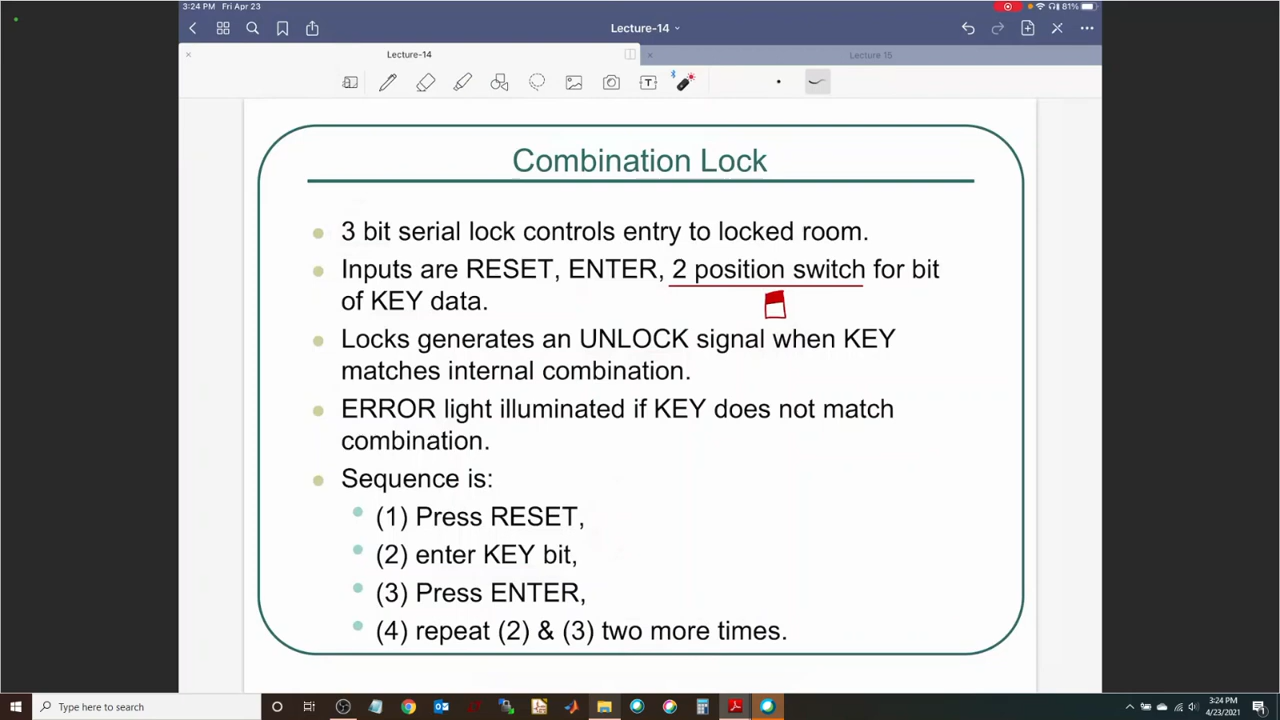 3:24 PM Fri Apr 23
81%
Lecture-14
Lecture-14
Lecture 15
Combination Lock
3 bit serial lock controls entry to locked room.
Inputs are RESET, ENTER, 2 position switch for bit
of KEY data.
Locks generates an UNLOCK signal when KEY
matches internal combination.
ERROR light illuminated if KEY does not match
combination.
Sequence is:
(1) Press RESET,
(2) enter KEY bit,
(3) Press ENTER,
(4) repeat (2) & (3) two more times.
Type here to search
3:24 PM
4/23/2021